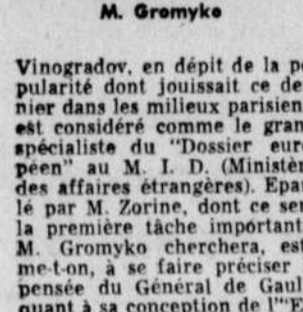 M. Gromyko
Vinogradov, en dépit de la po
pularité dont jouissait ce der
nier dans les milieux parisien
est considéré comme le gran
spécialiste du "Dossier euro
péen" au M. I. D. (Ministèr
des affaires étrangères). Epau
lé par M. Zorine, dont ce ser
la première tâche important
M. Gromyko cherchera, est
me-t-on, à se faire préciser
pensée du Général de Gaul
quant à sa conception de l'"E